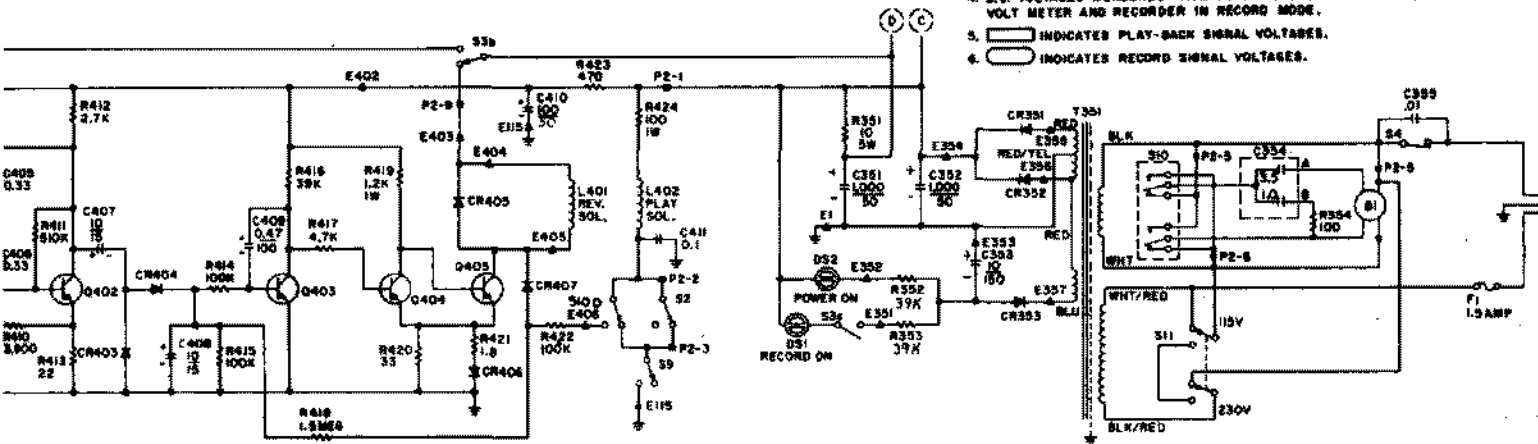 VOLT METER AND RECORDER IN RECORD MODE.
5. INDICATES PLAY-BACK SIGNAL VOLTAGES.
6. INDICATES RECORD SIGNAL VOLTAGES.
D
C
S3b
E402
R423
470
P2-1
R412
2.7K
P2-9
E403
C410
100
E115
R424
100
1W
E404
R416
39K
R419
1.2K
1W
0.33
C407
10
R411
510K
C409
0.47
100
R417
4.7K
CR405
L401
REV.
SOL.
L402
PLAY
SOL.
C411
0.1
E405
0.33
CR404
R414
100K
Q402
Q403
Q404
Q405
CR407
S10D
E406
P2-2
S2
P2-3
R422
100K
S9
E115
R413
22
CR403
C408
10
15
R415
100K
R420
33
R421
1.8
CR406
R418
1.5MEG
R351
10
5W
C351
1,000
50
C352
1,000
50
E354
CR351
RED
E355
RED/YEL
E356
CR352
T351
E1
RED
E353
C353
10
150
DS2
POWER ON
E352
R352
39K
E357
BLU
CR353
DS1
RECORD ON
S3c
E351
R353
39K
BLK
S10
P2-5
C354
3.5
1.0
A
B
R354
100
B1
P2-6
WHT
C355
.01
S4
P2-5
WHT/RED
115V
S11
230V
BLK/RED
F1
1.5AMP